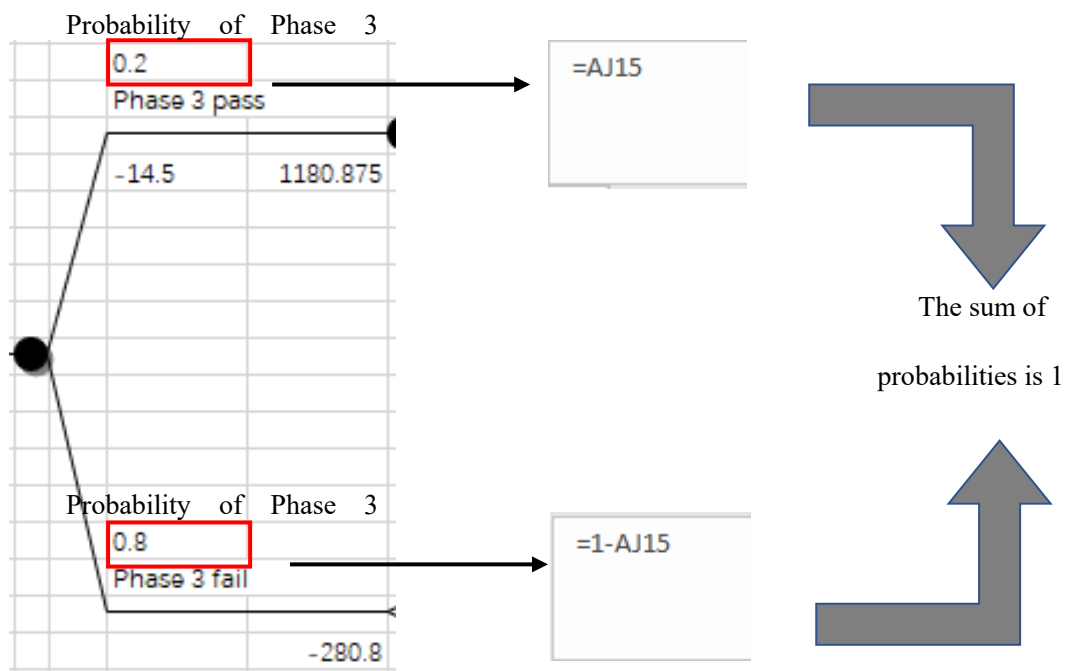 Probability of Phase 3
0.2
=AJ15
Phase 3 pass
-14.5 1180.875
The sum of
probabilities is 1
Probability of Phase 3
0.8
=1-AJ15
Phase 3 fail
-280.8